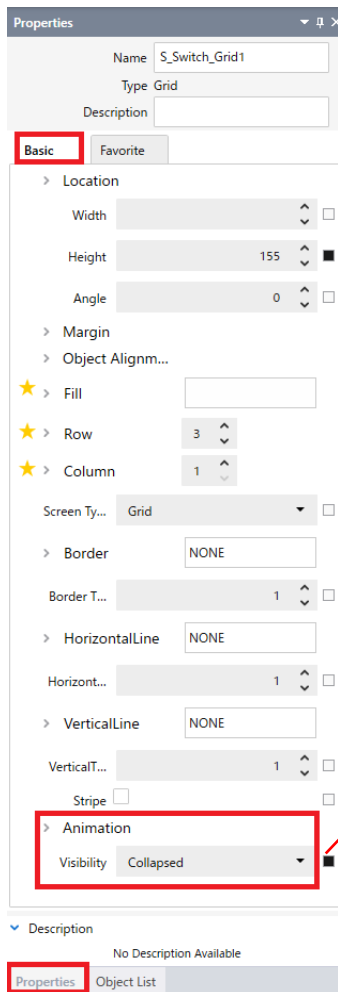 Properties
Name S_Switch_Grid1
Type Grid
Description
Basic Favorite
Location
Width
Height 155
Angle 0
Margin
Object Alignm...
Fill
Row 3
Column 1
Screen Ty... Grid
Border NONE
Border T... 1
HorizontalLine NONE
Horizont... 1
VerticalLine NONE
VerticalT... 1
Stripe
Animation
Visibility Collapsed
Description
No Description Available
Properties Object List